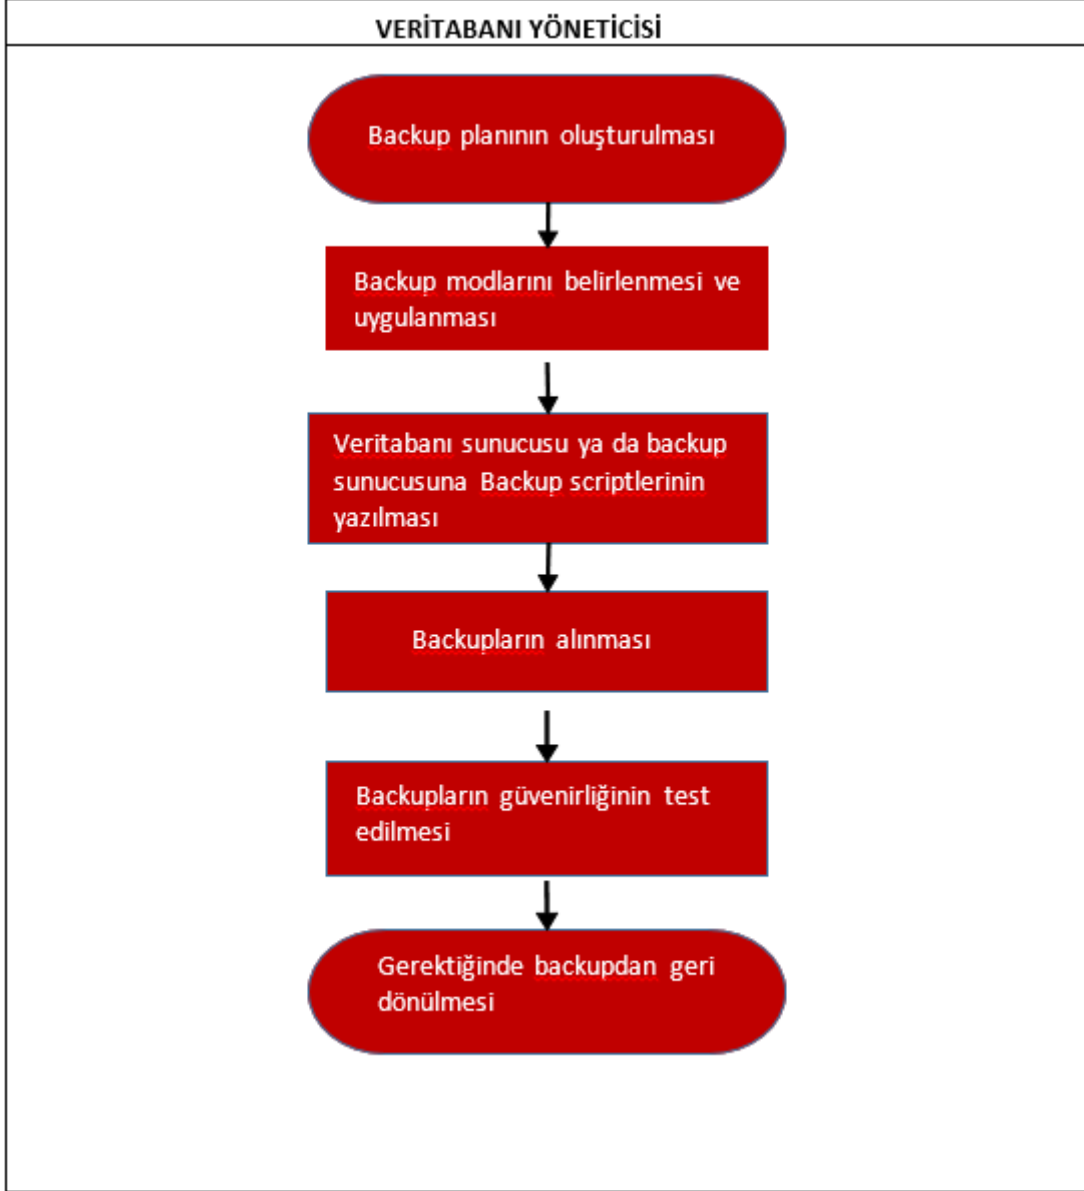 VERİTABANI YÖNETİCİSİ
Backup planının oluşturulması
Backup modlarını belirlenmesi ve
uygulanması
Veritabanı sunucusu ya da backup
sunucusuna Backup scriptlerinin
yazılması
Backupların alınması
Backupların güvenirliğinin test
edilmesi
Gerektiğinde backupdan geri
dönülmesi